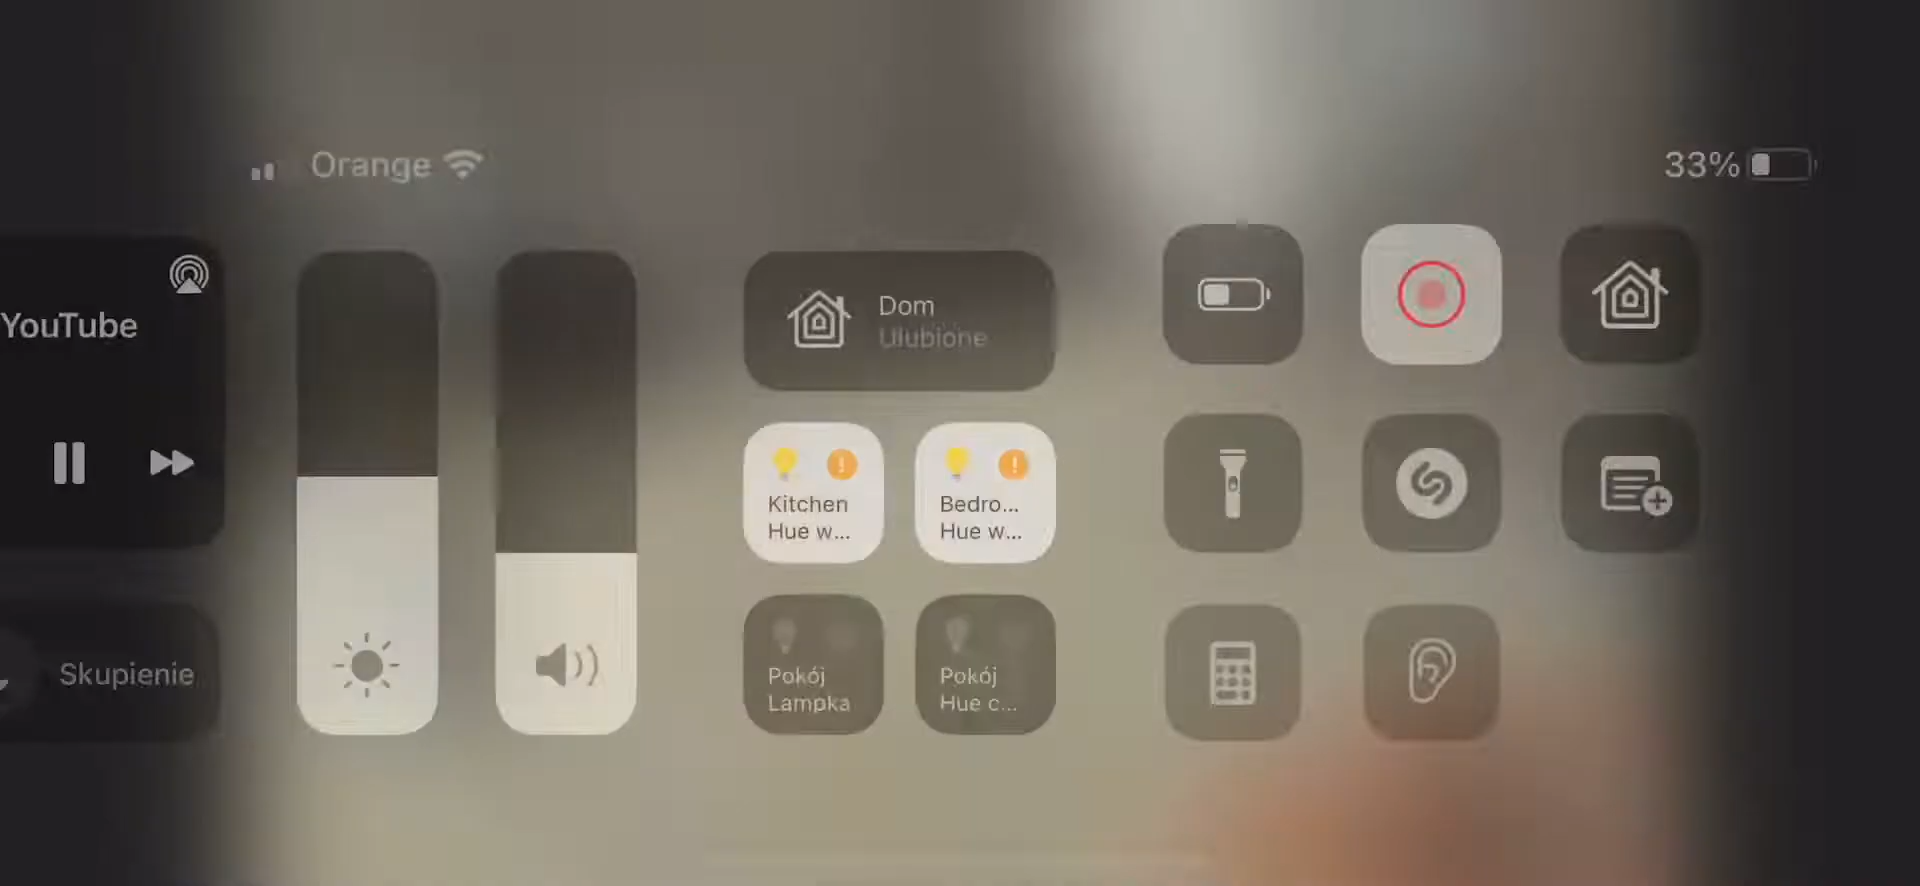 Orange
33%
YouTube
Dom
Ulubione
Kitchen
Hue w...
Bedro...
Hue w...
Skupienie
Pokój
Lampka
Pokój
Hue c...